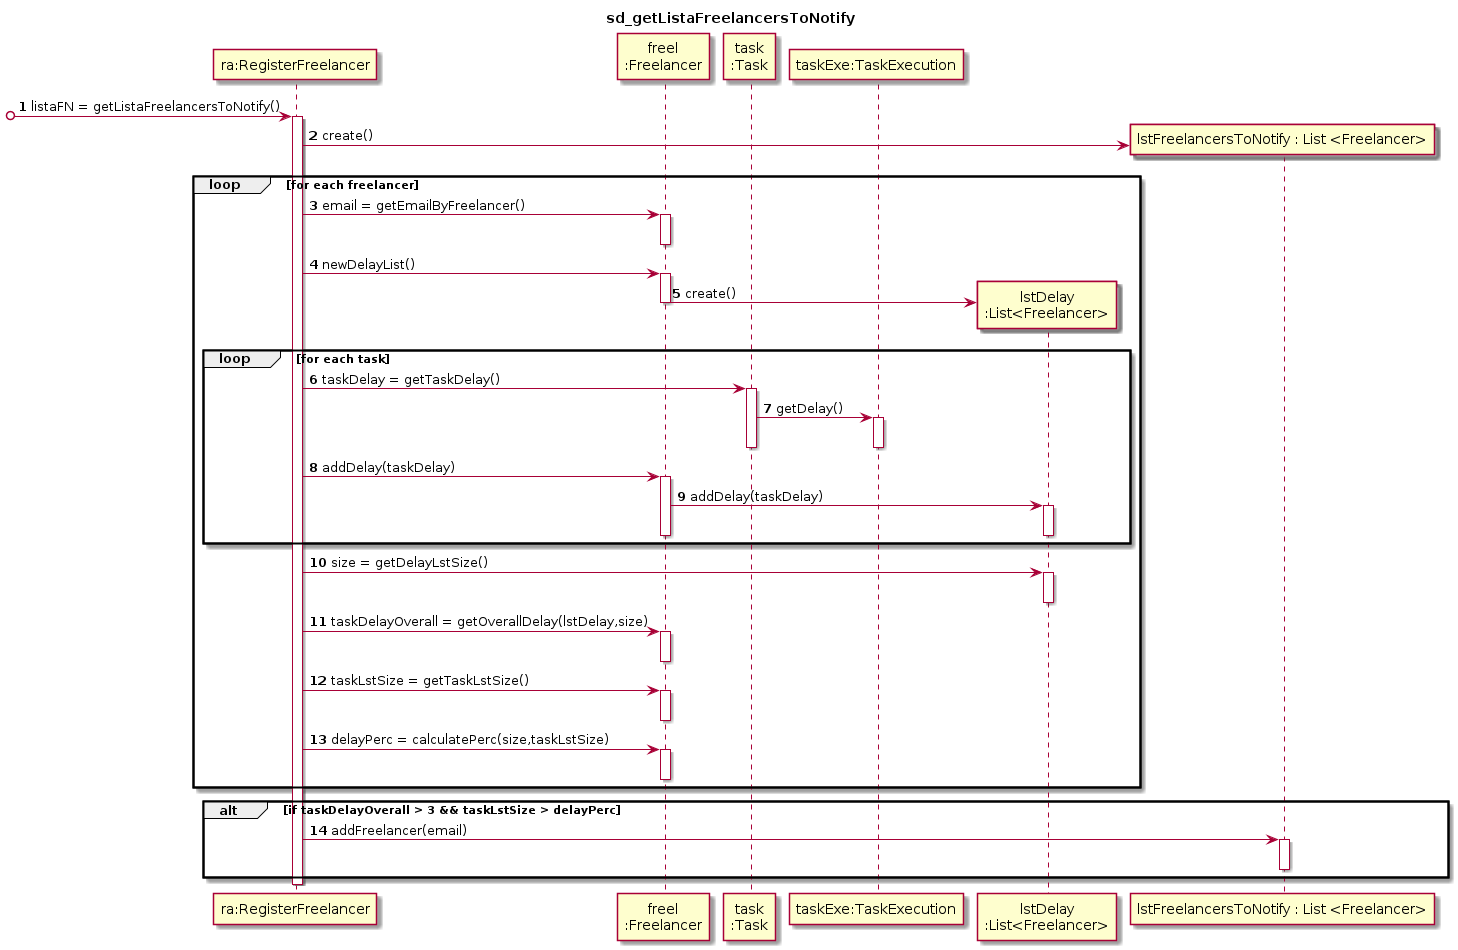 sd_getListaFreelancersToNotify
ra:RegisterFreelancer
freel
:Freelancer
task
:Task
taskExe:TaskExecution
1 listaFN = getListaFreelancersToNotify()
2 create()
lstFreelancersToNotify : List <Freelancer>
loop [for each freelancer]
3 email = getEmailByFreelancer()
4 newDelayList()
5 create()
lstDelay
:List<Freelancer>
loop [for each task]
6 taskDelay = getTaskDelay()
7 getDelay()
8 addDelay(taskDelay)
9 addDelay(taskDelay)
10 size = getDelayLstSize()
11 taskDelayOverall = getOverallDelay(lstDelay,size)
12 taskLstSize = getTaskLstSize()
13 delayPerc = calculatePerc(size,taskLstSize)
alt [if taskDelayOverall > 3 && taskLstSize > delayPerc]
14 addFreelancer(email)
ra:RegisterFreelancer
freel
:Freelancer
task
:Task
taskExe:TaskExecution
lstDelay
:List<Freelancer>
lstFreelancersToNotify : List <Freelancer>